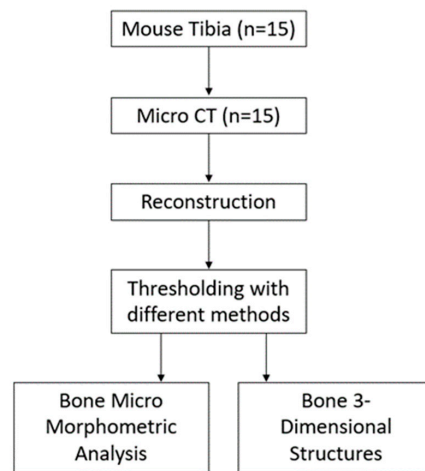 Mouse Tibia (n=15)
Micro CT (n=15)
Reconstruction
Thresholding with
different methods
Bone Micro
Morphometric
Analysis
Bone 3-
Dimensional
Structures